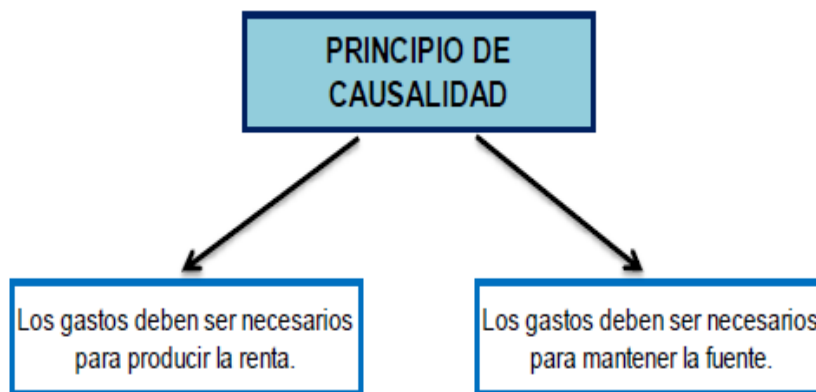 PRINCIPIO DE
CAUSALIDAD
Los gastos deben ser necesarios
para producir la renta.
Los gastos deben ser necesarios
para mantener la fuente.